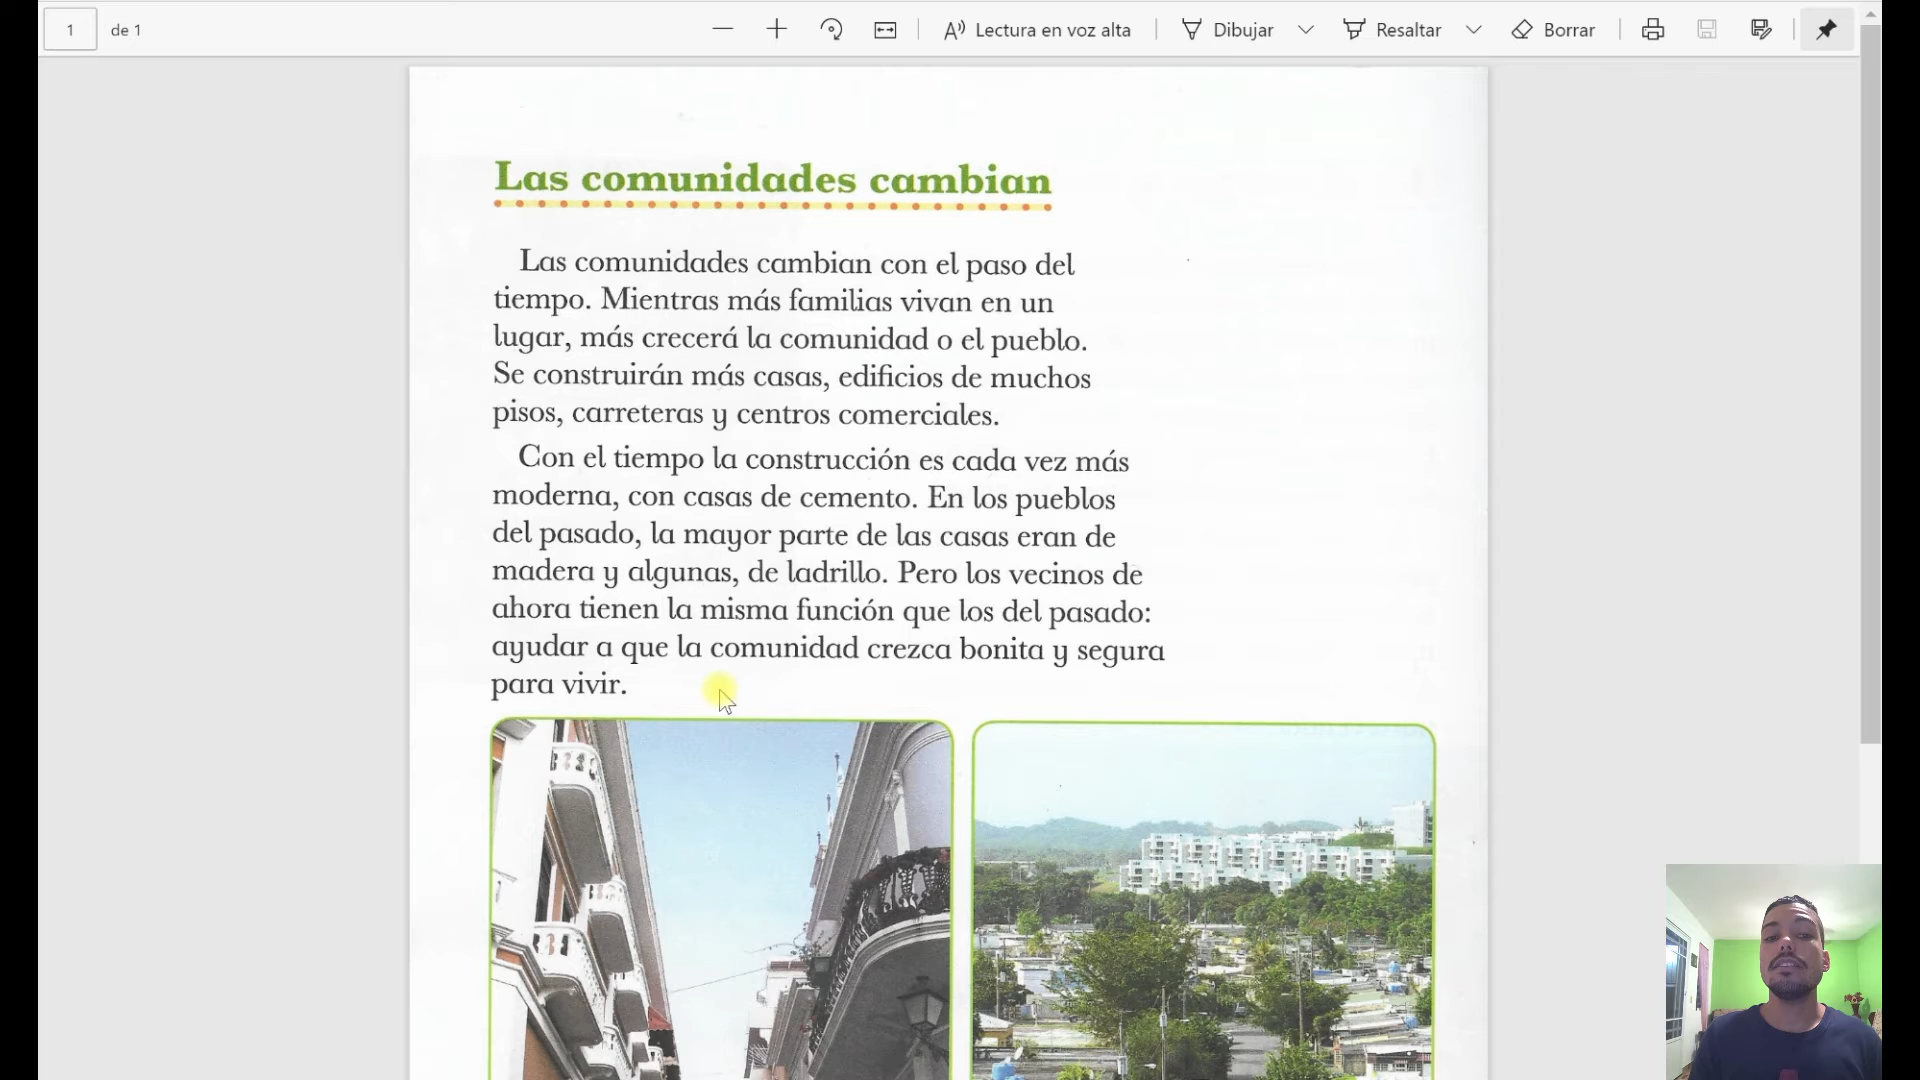 1 de 1 Lectura en voz alta Dibujar Resaltar Borrar
Las comunidades cambian
Las comunidades cambian con el paso del
tiempo. Mientras más familias vivan en un
lugar, más crecerá la comunidad o el pueblo.
Se construirán más casas, edificios de muchos
pisos, carreteras y centros comerciales.
Con el tiempo la construcción es cada vez más
moderna, con casas de cemento. En los pueblos
del pasado, la mayor parte de las casas eran de
madera y algunas, de ladrillo. Pero los vecinos de
ahora tienen la misma función que los del pasado:
ayudar a que la comunidad crezca bonita y segura
para vivir.